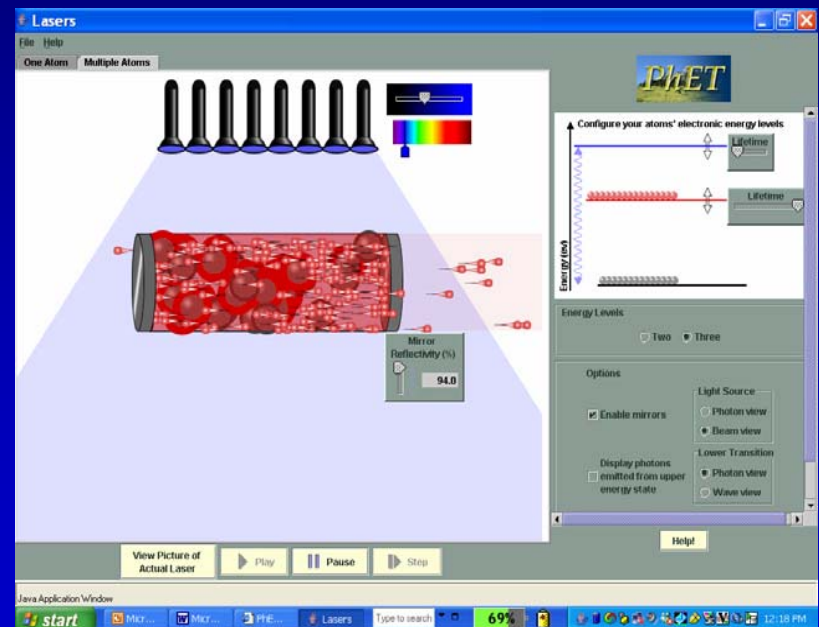 Lasers
File Help
One Atom Multiple Atoms
PhET
Configure your atoms' electronic energy levels
Lifetime
Lifetime
Energy (ev)
Energy Levels
Two Three
Mirror
Reflectivity (%)
94.0
Options
Enable mirrors
Display photons
emitted from upper
energy state
Light Source
Photon view
Beam view
Lower Transition
Photon view
Wave view
Help!
View Picture of
Actual Laser
Play
Pause
Step
Java Application Window
start Micr... Micr... PhE... Lasers Type to search 69% 12:18 PM